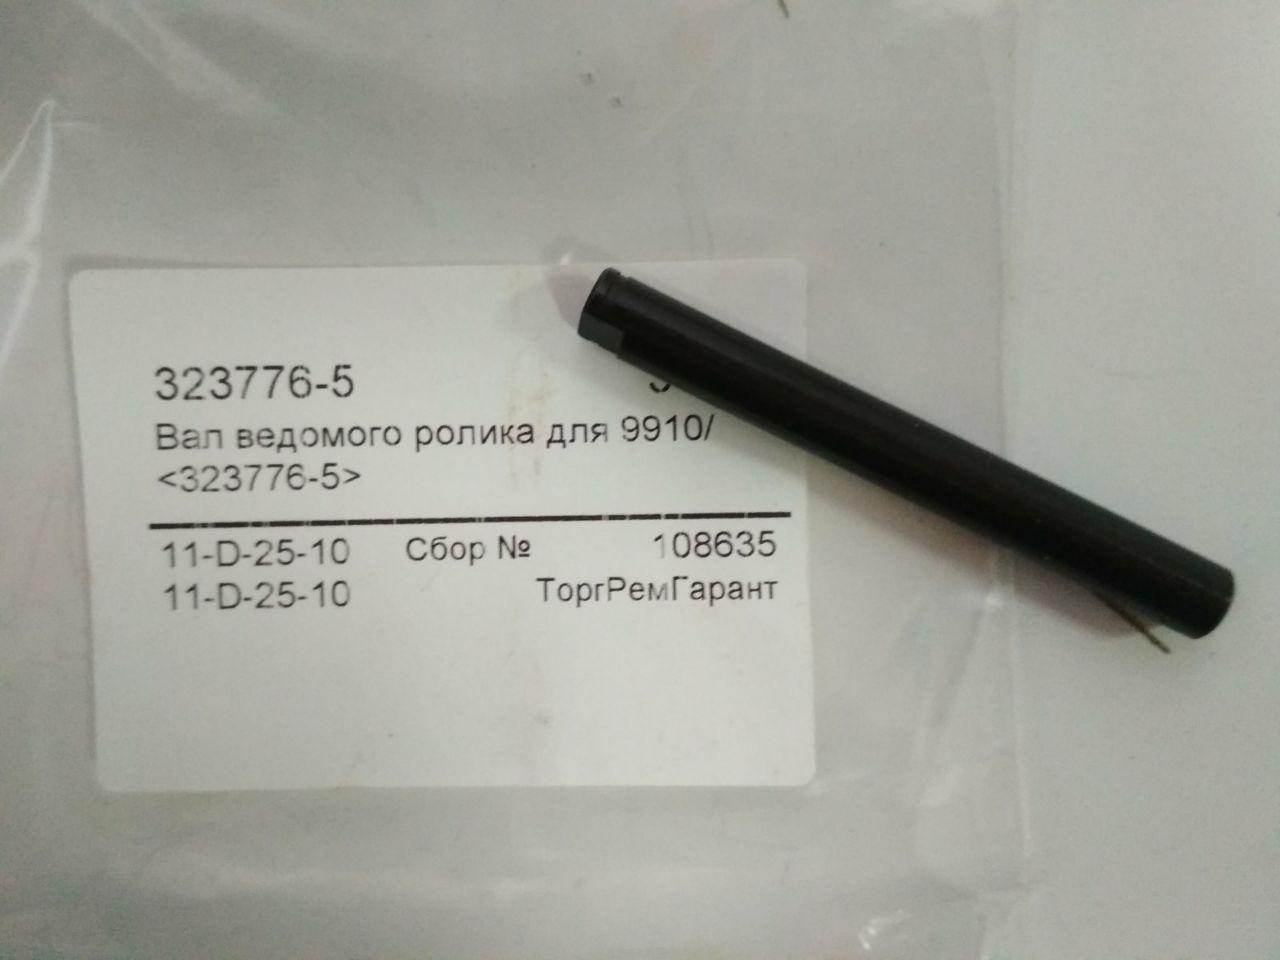 323776-5
Вал ведомого ролика для 9910/
<323776-5>
11-D-25-10 Сбор № 108635
11-D-25-10 ТоргРемГарант